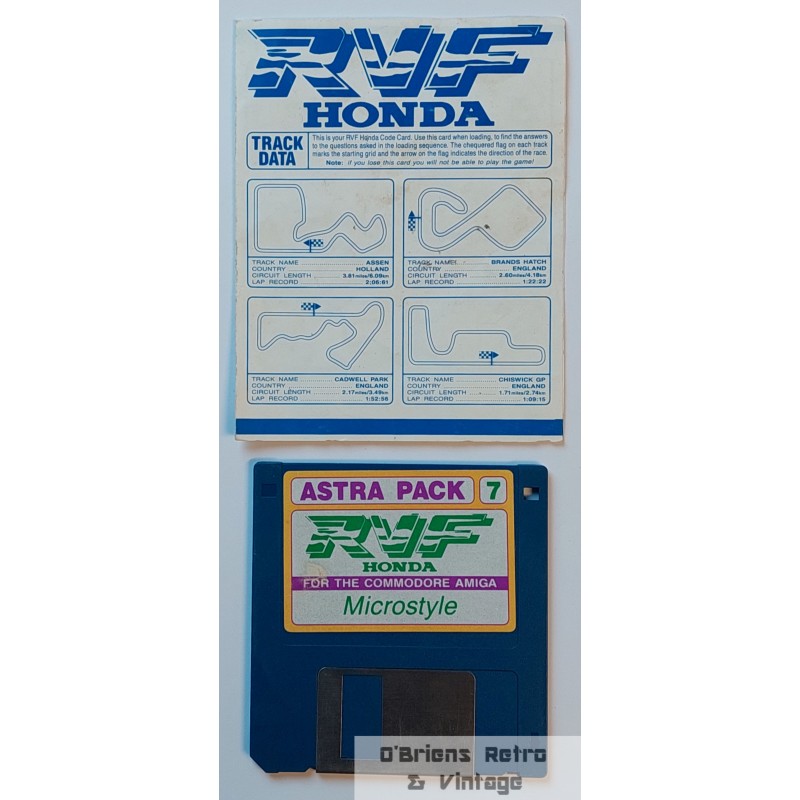 RVF
HONDA
TRACK
DATA
This is your RVF Honda Code Card. Use this card when loading, to find the answers
to the questions asked in the loading sequence. The chequered flag on each track
marks the starting grid and the arrow on the flag indicates the direction of the race.
Note: if you lose this card you will not be able to play the game!
TRACK NAME ASSEN
COUNTRY HOLLAND
CIRCUIT LENGTH 3.81miles/6.09km
LAP RECORD 2:06:61
TRACK NAME BRANDS HATCH
COUNTRY ENGLAND
CIRCUIT LENGTH 2.60miles/4.18km
LAP RECORD 1:22:22
TRACK NAME CADWELL PARK
COUNTRY ENGLAND
CIRCUIT LENGTH 2.17miles/3.49km
LAP RECORD 1:52:56
TRACK NAME CHISWICK GP
COUNTRY ENGLAND
CIRCUIT LENGTH 1.71miles/2.74km
LAP RECORD 1:09:15
ASTRA PACK 7
RVF
HONDA
FOR THE COMMODORE AMIGA
Microstyle
O'Briens Retro
& Vintage